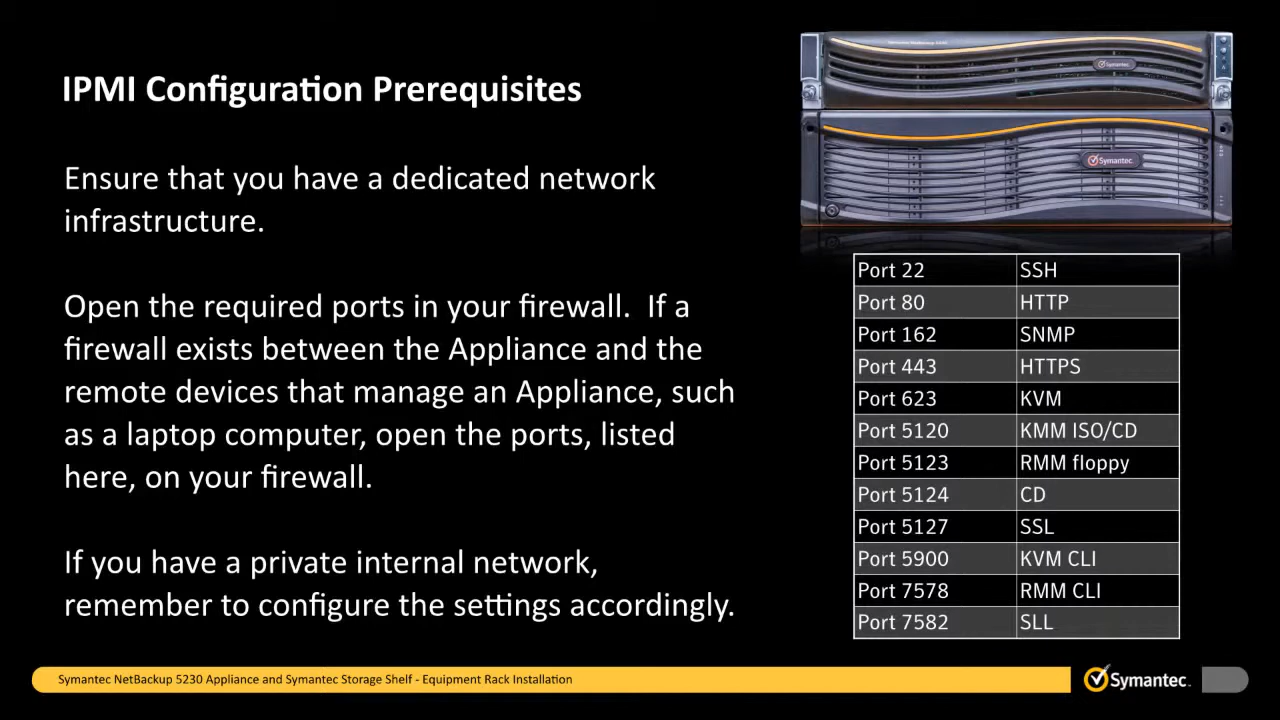 IPMI Configuration Prerequisites
Ensure that you have a dedicated network
infrastructure.
Open the required ports in your firewall.  If a
firewall exists between the Appliance and the
remote devices that manage an Appliance, such
as a laptop computer, open the ports, listed
here, on your firewall.
If you have a private internal network,
remember to configure the settings accordingly.
Symantec.
Symantec.
Port 22 SSH
Port 80 HTTP
Port 162 SNMP
Port 443 HTTPS
Port 623 KVM
Port 5120 KMM ISO/CD
Port 5123 RMM floppy
Port 5124 CD
Port 5127 SSL
Port 5900 KVM CLI
Port 7578 RMM CLI
Port 7582 SLL
Symantec NetBackup 5230 Appliance and Symantec Storage Shelf - Equipment Rack Installation
Symantec.